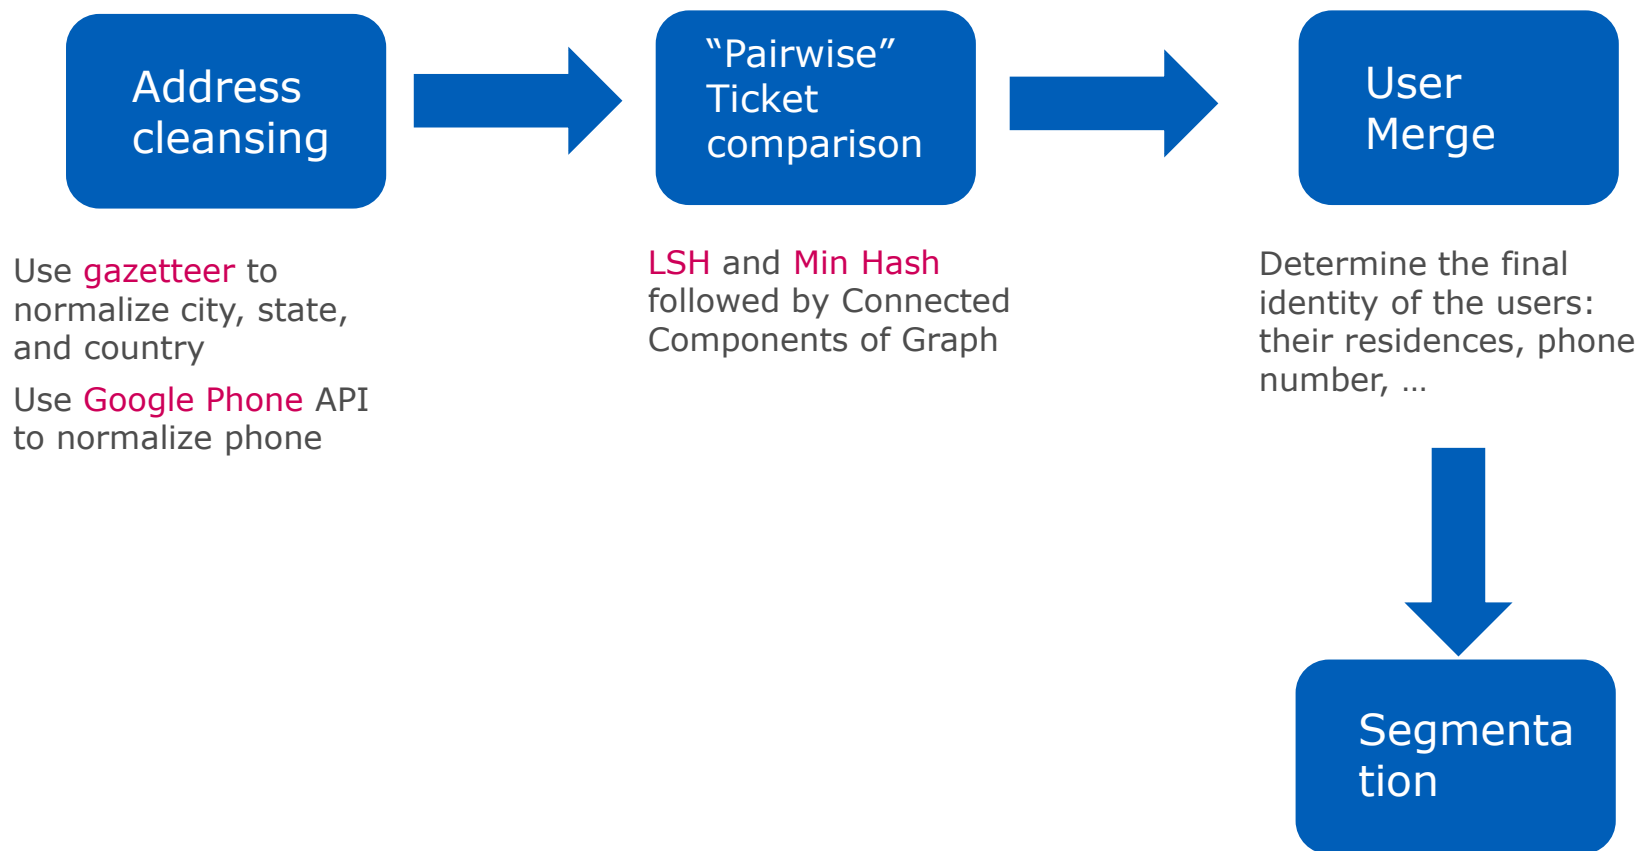 Address
cleansing
“Pairwise”
Ticket
comparison
User
Merge
Use gazetteer to
normalize city, state,
and country
Use Google Phone API
to normalize phone
LSH and Min Hash
followed by Connected
Components of Graph
Determine the final
identity of the users:
their residences, phone
number, …
Segmenta
tion